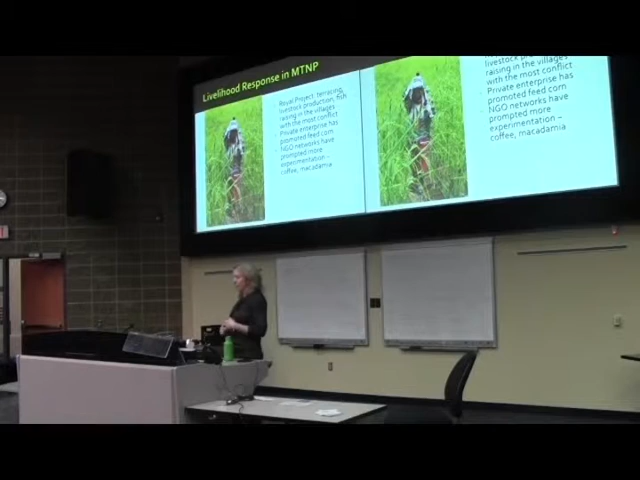 Livelihood Response in MTNP
Royal Project: terracing,
livestock production, fish
raising in the villages
with the most conflict
Private enterprise has
promoted feed corn
NGO networks have
prompted more
experimentation –
coffee, macadamia
raising in the villages
with the most conflict
Private enterprise has
promoted feed corn
NGO networks have
prompted more
experimentation –
coffee, macadamia